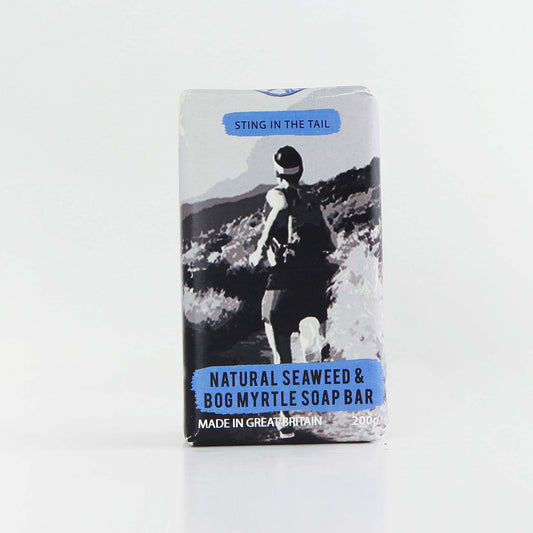 STING IN THE TAIL
NATURAL SEAWEED &
BOG MYRTLE SOAP BAR
MADE IN GREAT BRITAIN 200g